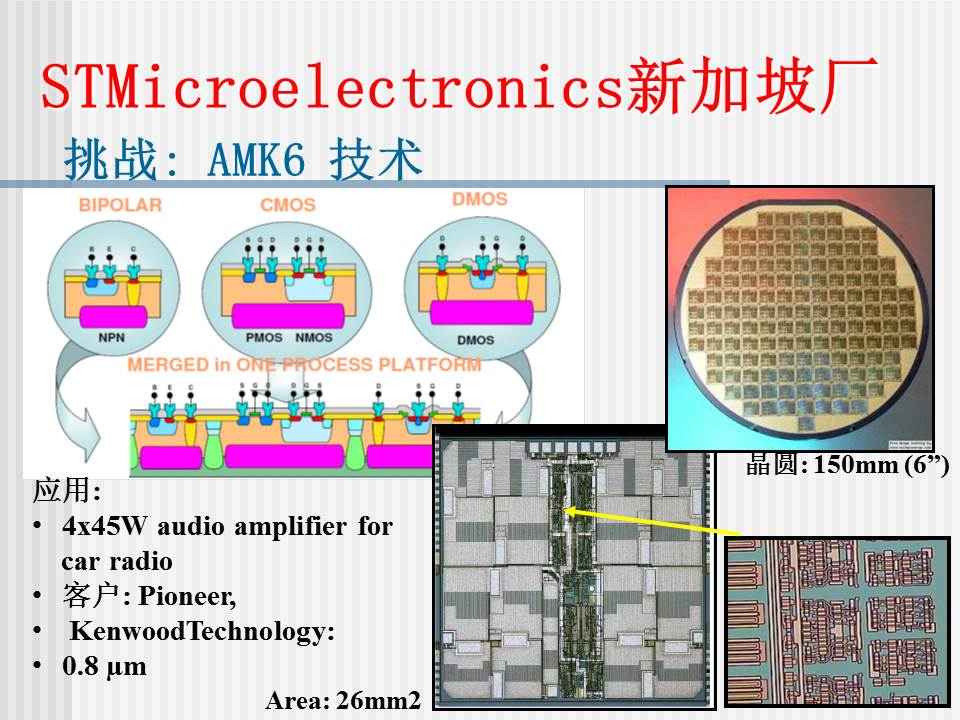 STMicroelectronics新加坡厂
挑战: AMK6 技术
BIPOLAR
CMOS
DMOS
B E C
S G D D G S
D S G D
NPN
PMOS NMOS
DMOS
MERGED in ONE PROCESS PLATFORM
B E C
S G D D G S
D S G D
晶圆: 150mm (6”)
应用:
• 4x45W audio amplifier for
car radio
• 客户: Pioneer,
• KenwoodTechnology:
• 0.8 µm
Area: 26mm2